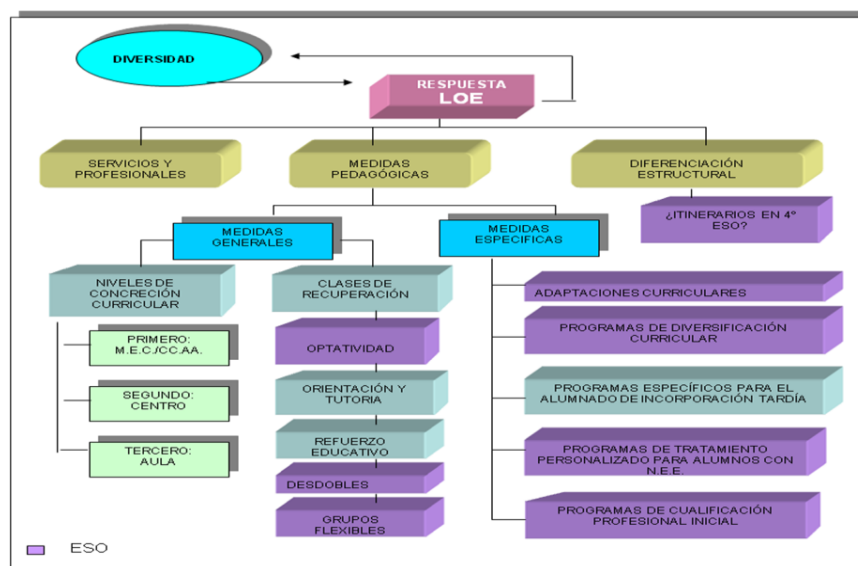 DIVERSIDAD
RESPUESTA
LOE
SERVICIOS Y
PROFESIONALES
MEDIDAS
PEDAGÓGICAS
DIFERENCIACIÓN
ESTRUCTURAL
¿ITINERARIOS EN 4º
ESO?
MEDIDAS
GENERALES
MEDIDAS
ESPECIFICAS
NIVELES DE
CONCRECIÓN
CURRICULAR
PRIMERO:
M.E.C./CC.AA.
SEGUNDO:
CENTRO
TERCERO:
AULA
CLASES DE
RECUPERACIÓN
OPTATIVIDAD
ORIENTACIÓN Y
TUTORIA
REFUERZO
EDUCATIVO
DESDOBLES
GRUPOS
FLEXIBLES
ADAPTACIONES CURRICULARES
PROGRAMAS DE DIVERSIFICACIÓN
CURRICULAR
PROGRAMAS ESPECÍFICOS PARA EL
ALUMNADO DE INCORPORACIÓN TARDÍA
PROGRAMAS DE TRATAMIENTO
PERSONALIZADO PARA ALUMNOS CON
N.E.E.
PROGRAMAS DE CUALIFICACIÓN
PROFESIONAL INICIAL
ESO